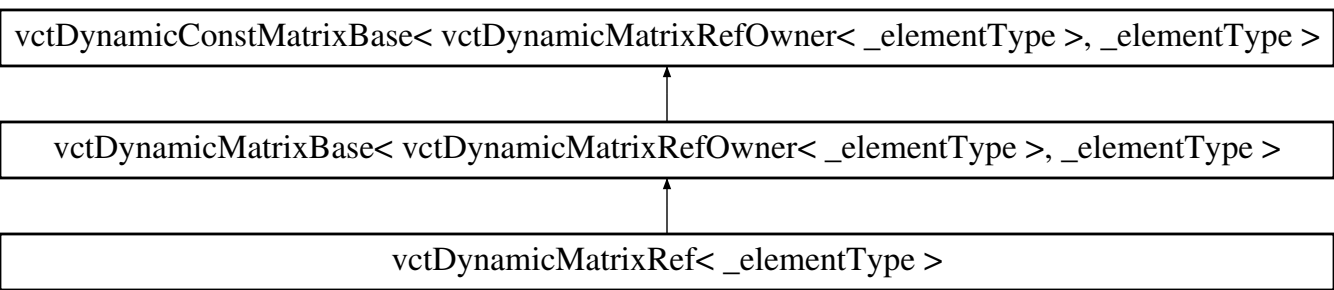 vctDynamicConstMatrixBase< vctDynamicMatrixRefOwner< _elementType >, _elementType >
vctDynamicMatrixBase< vctDynamicMatrixRefOwner< _elementType >, _elementType >
vctDynamicMatrixRef< _elementType >